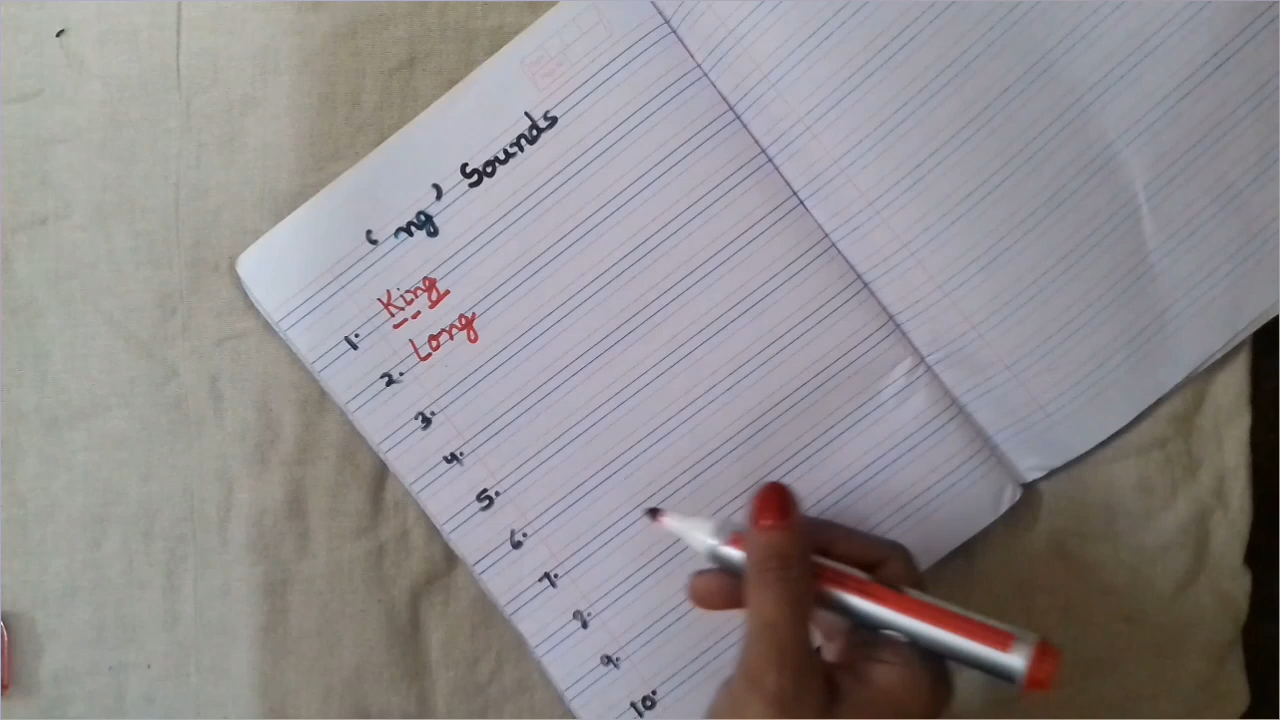 ‘ng’ Sounds
1. King
2. Long
3.
4.
5.
6.
7.
8.
9.
10.